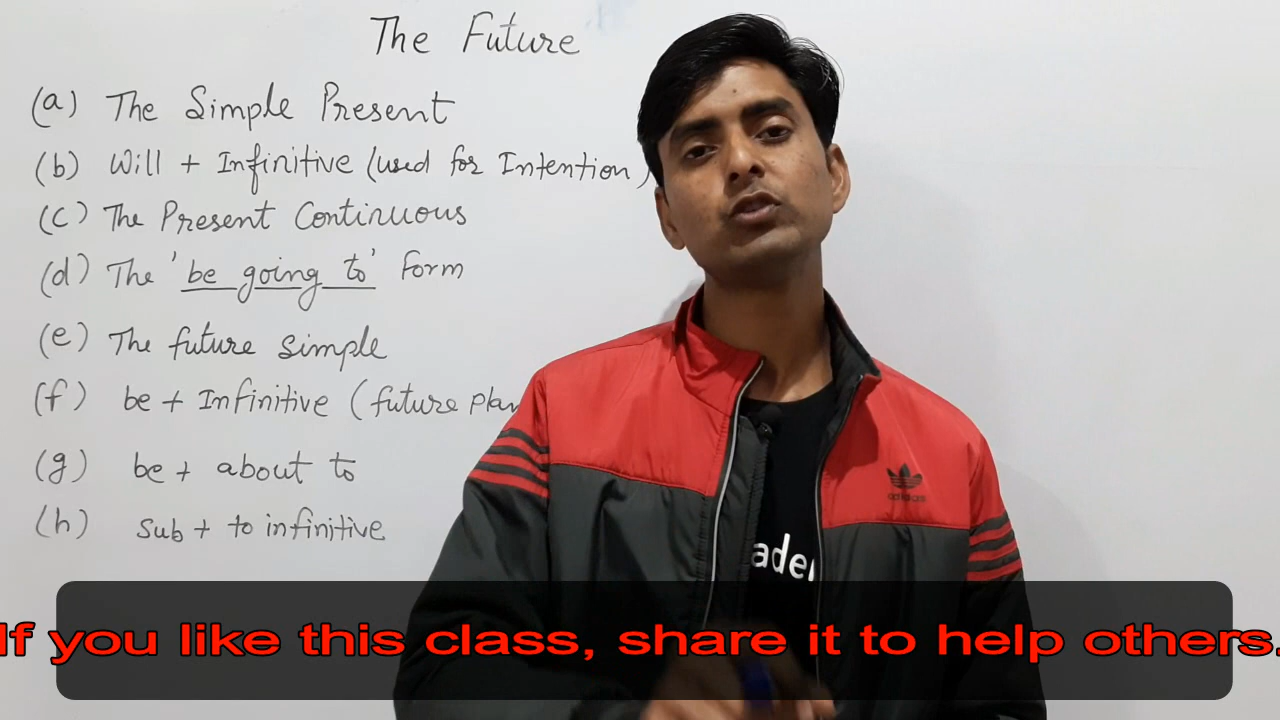 The Future
(a) The Simple Present
(b) Will + Infinitive (used for Intention)
(c) The Present Continuous
(d) The 'be going to' form
(e) The future simple
(f) be + Infinitive (future plan
(g) be + about to
(h) Sub + to infinitive
adidas
ader
If you like this class, share it to help others.